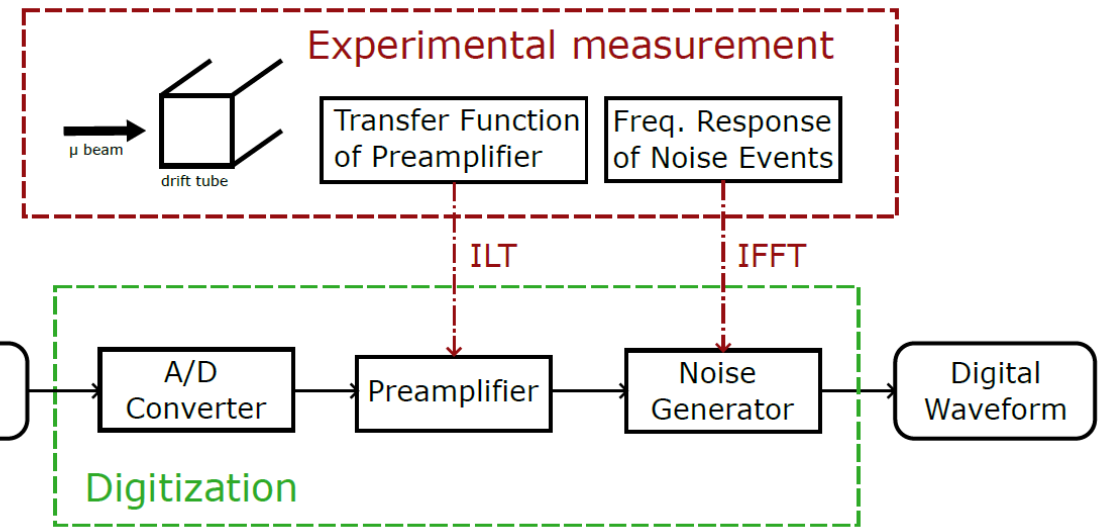 Experimental measurement
μ beam
drift tube
Transfer Function
of Preamplifier
Freq. Response
of Noise Events
ILT
IFFT
A/D
Converter
Preamplifier
Noise
Generator
Digital
Waveform
Digitization